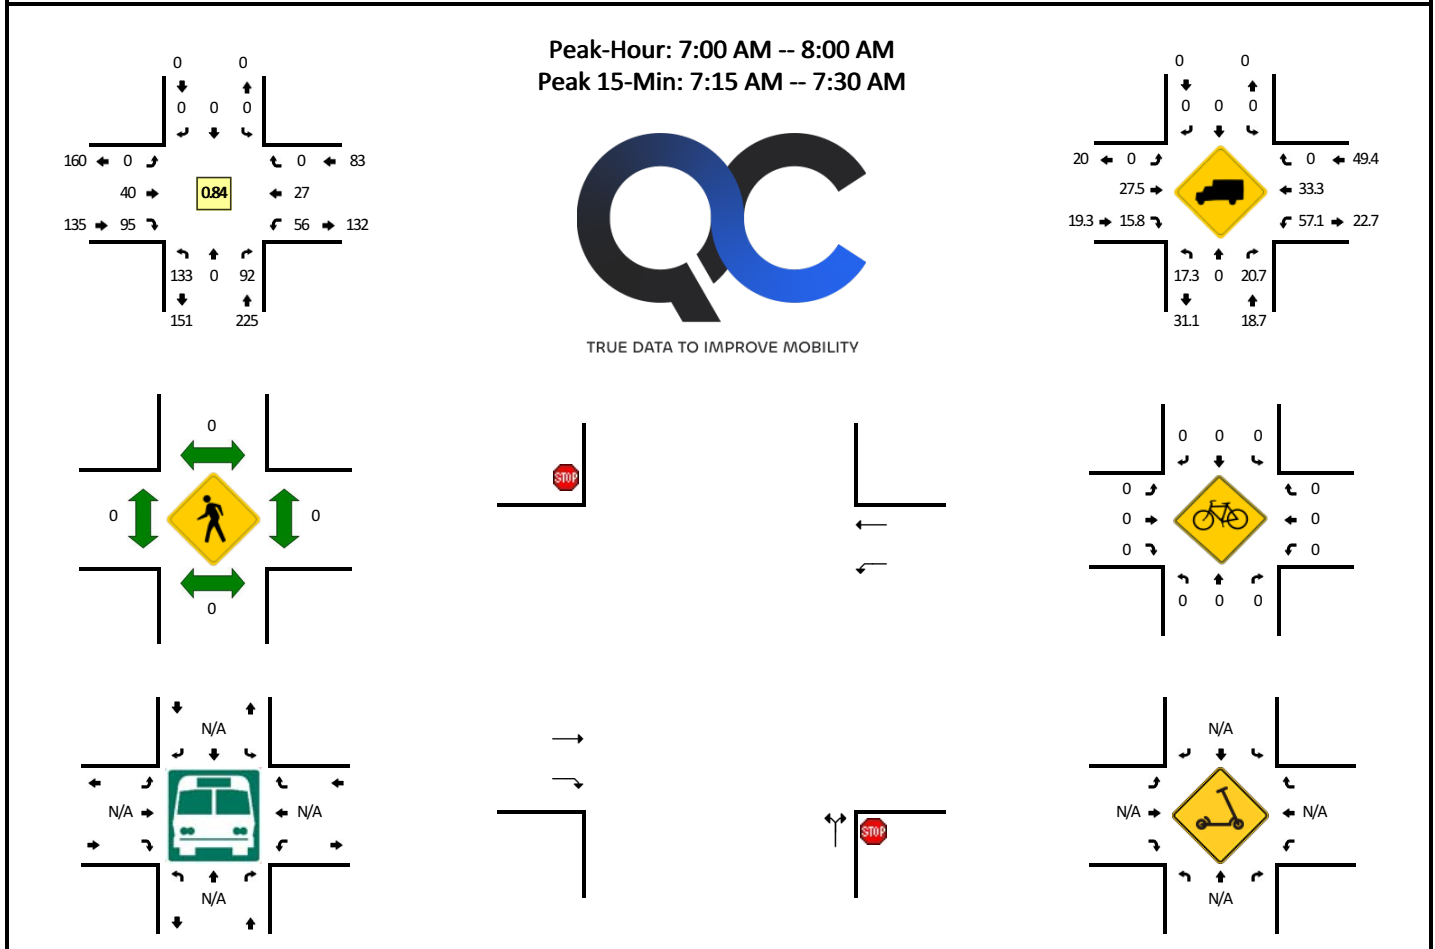 Peak-Hour: 7:00 AM -- 8:00 AM
Peak 15-Min: 7:15 AM -- 7:30 AM
0 0
0 0 0
160 0 0 83
40 0.84 27
135 95 56 132
133 0 92
151 225
QC
TRUE DATA TO IMPROVE MOBILITY
0 0
0 0 0
20 0 0 49.4
27.5 33.3
19.3 15.8 57.1 22.7
17.3 0 20.7
31.1 18.7
0
0 0
0
STOP
STOP
0 0 0
0 0
0 0
0 0
0 0 0
N/A
N/A N/A
N/A
N/A
N/A N/A
N/A